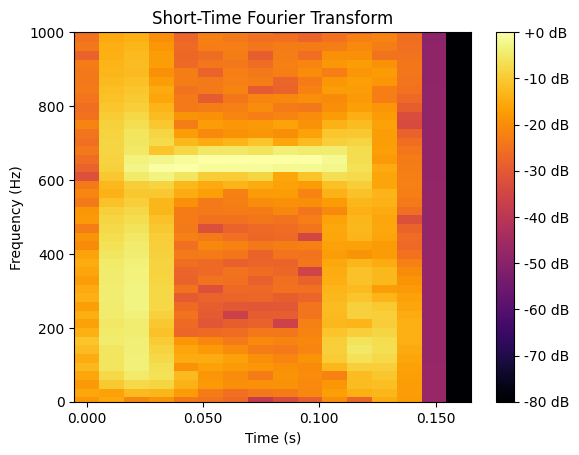 Short-Time Fourier Transform
1000
800
600
400
200
0
Frequency (Hz)
0.000
0.050
0.100
0.150
Time (s)
+0 dB
-10 dB
-20 dB
-30 dB
-40 dB
-50 dB
-60 dB
-70 dB
-80 dB